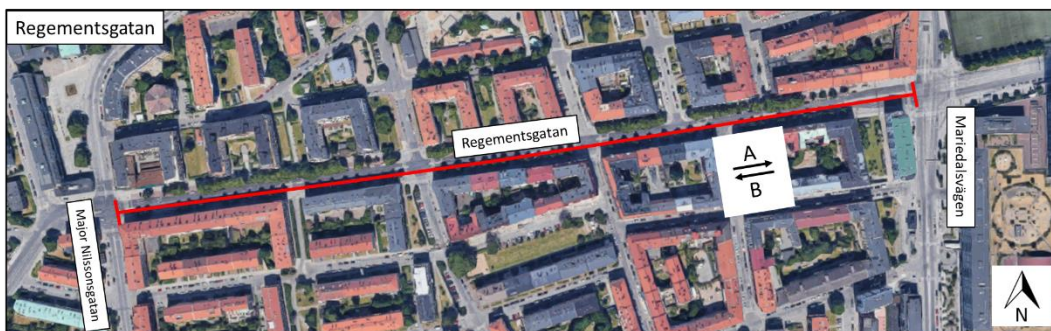 Regementsgatan
Regementsgatan
A
B
Major Nilssonsgatan
Mariedalsvägen
N